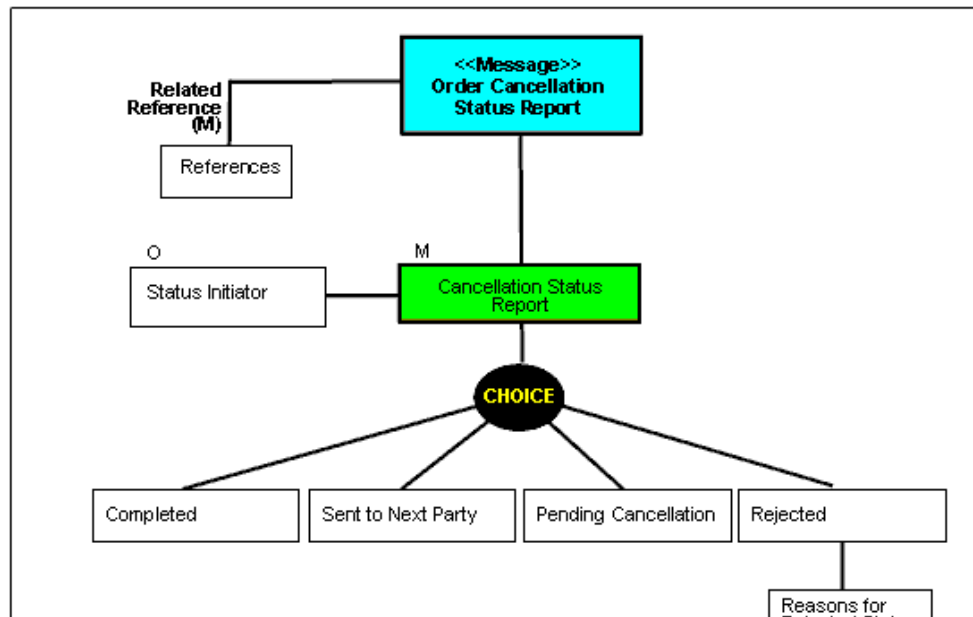 <<Message>>
Order Cancellation
Status Report
Related
Reference
(M)
References
O
M
Status Initiator
Cancellation Status
Report
CHOICE
Completed
Sent to Next Party
Pending Cancellation
Rejected
Reasons for